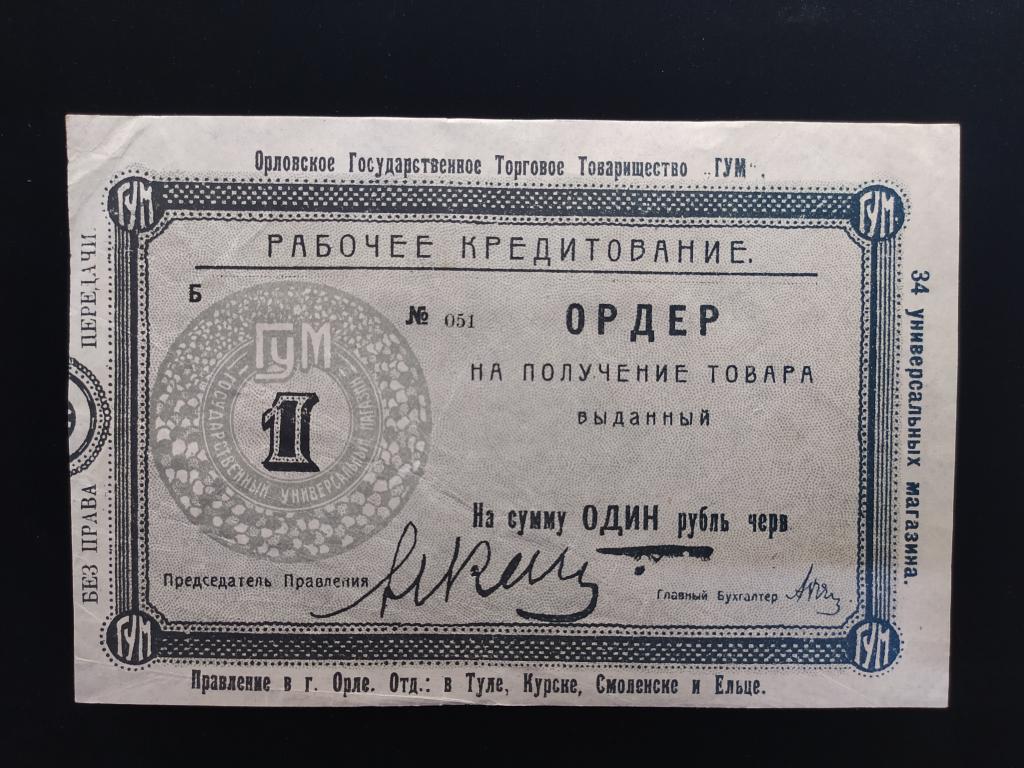 Орловское Государственное Торговое Товарищество „ГУМ“.
ГУМ
ГУМ
РАБОЧЕЕ КРЕДИТОВАНИЕ.
Б
№ 051
ОРДЕР
НА ПОЛУЧЕНИЕ ТОВАРА
выданный
ГУМ
ГОСУДАРСТВЕННЫЙ УНИВЕРСАЛЬНЫЙ МАГАЗИН
1
На сумму ОДИН рубль черв
Председатель Правления
Главный Бухгалтер
ГУМ
ГУМ
Правление в г. Орле. Отд.: в Туле, Курске, Смоленске и Ельце.
БЕЗ ПРАВА ПЕРЕДАЧИ
34 универсальных магазина.